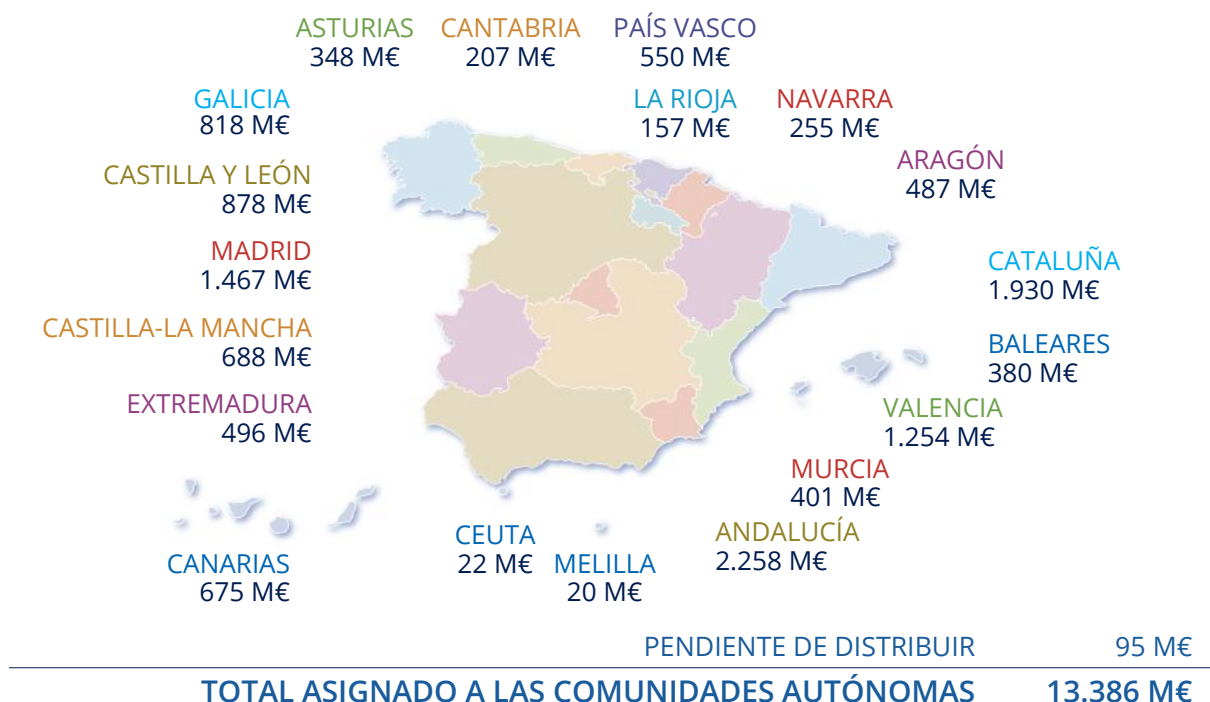 ASTURIAS
348 M€
CANTABRIA
207 M€
PAÍS VASCO
550 M€
GALICIA
818 M€
LA RIOJA
157 M€
NAVARRA
255 M€
ARAGÓN
487 M€
CASTILLA Y LEÓN
878 M€
MADRID
1.467 M€
CATALUÑA
1.930 M€
CASTILLA-LA MANCHA
688 M€
BALEARES
380 M€
EXTREMADURA
496 M€
VALENCIA
1.254 M€
MURCIA
401 M€
ANDALUCÍA
2.258 M€
CEUTA
22 M€
MELILLA
20 M€
CANARIAS
675 M€
PENDIENTE DE DISTRIBUIR 95 M€
TOTAL ASIGNADO A LAS COMUNIDADES AUTÓNOMAS 13.386 M€